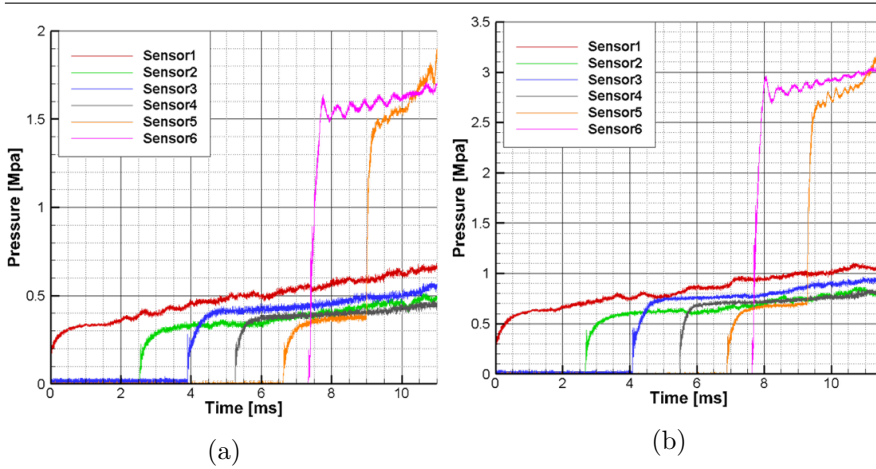 2
1.5
1
0.5
0
0 2 4 6 8 10
Pressure [Mpa]
Time [ms]
Sensor1
Sensor2
Sensor3
Sensor4
Sensor5
Sensor6
(a)
3.5
3
2.5
2
1.5
1
0.5
0
0 2 4 6 8 10
Pressure [Mpa]
Time [ms]
Sensor1
Sensor2
Sensor3
Sensor4
Sensor5
Sensor6
(b)